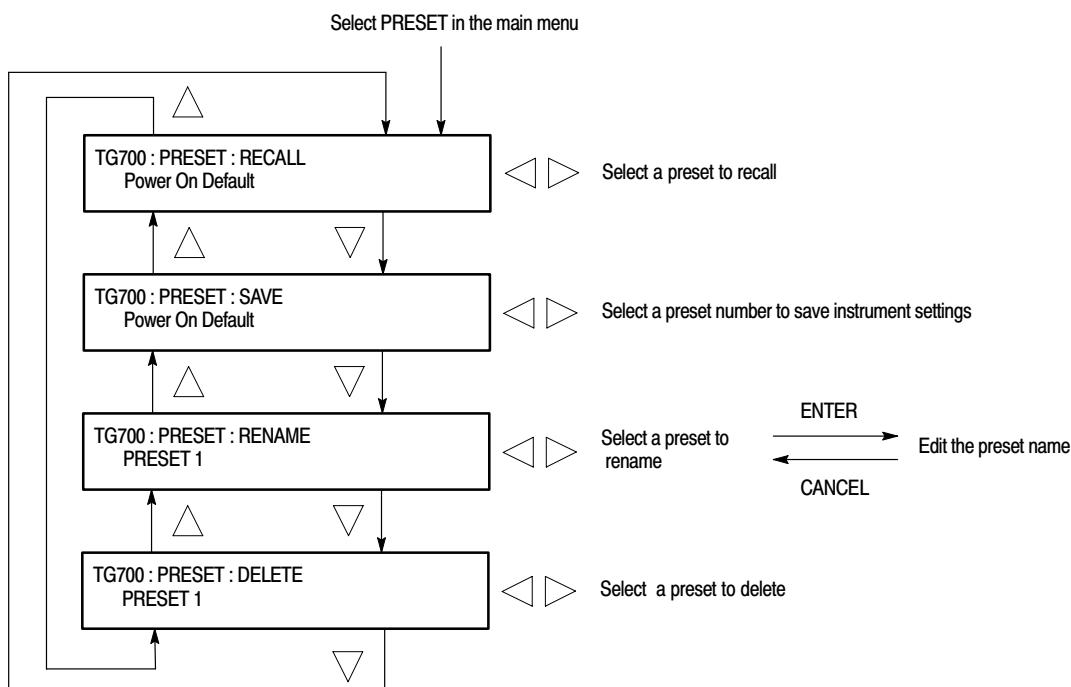 Select PRESET in the main menu
TG700 : PRESET : RECALL
Power On Default
Select a preset to recall
TG700 : PRESET : SAVE
Power On Default
Select a preset number to save instrument settings
TG700 : PRESET : RENAME
PRESET 1
Select a preset to
rename
ENTER
CANCEL
Edit the preset name
TG700 : PRESET : DELETE
PRESET 1
Select a preset to delete